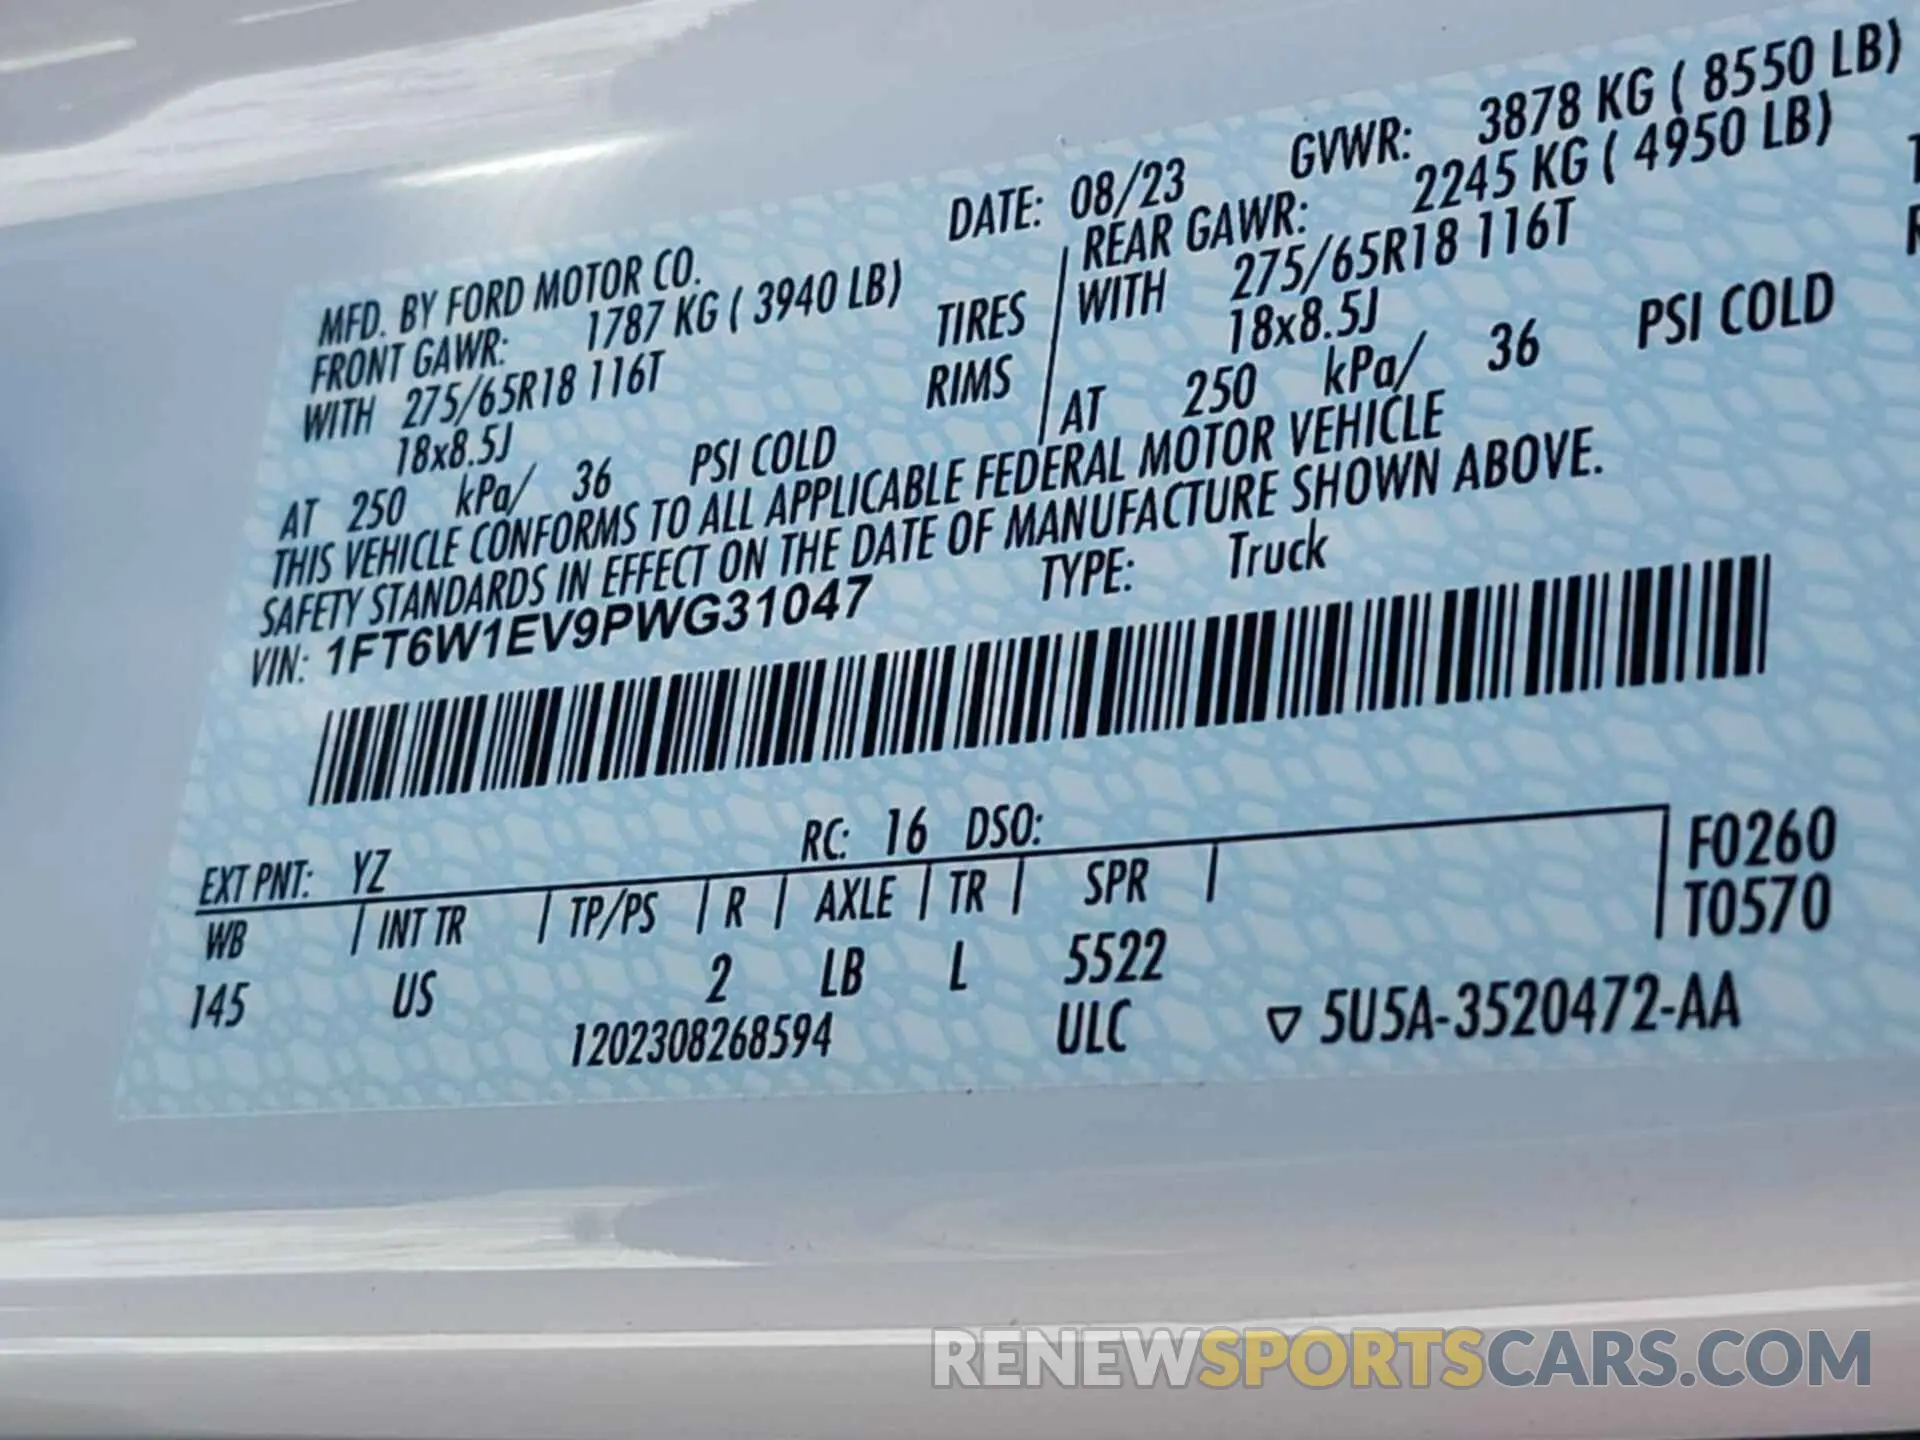 MFD. BY FORD MOTOR CO. DATE: 08/23 GVWR: 3878 KG ( 8550 LB)
FRONT GAWR: 1787 KG ( 3940 LB) REAR GAWR: 2245 KG ( 4950 LB)
WITH 275/65R18 116T TIRES WITH 275/65R18 116T
18x8.5J RIMS 18x8.5J
AT 250 kPa/ 36 PSI COLD AT 250 kPa/ 36 PSI COLD
THIS VEHICLE CONFORMS TO ALL APPLICABLE FEDERAL MOTOR VEHICLE
SAFETY STANDARDS IN EFFECT ON THE DATE OF MANUFACTURE SHOWN ABOVE.
VIN: 1FT6W1EV9PWG31047 TYPE: Truck
EXT PNT: YZ RC: 16 DSO:
WB INT TR TP/PS R AXLE TR SPR
145 US 2 LB L 5522
F0260
T0570
1202308268594 ULC ▽ 5U5A-3520472-AA
RENEWSPORTSCARS.COM